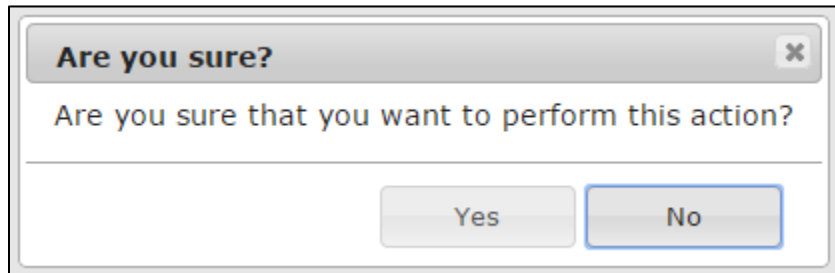 Are you sure?
Are you sure that you want to perform this action?
Yes No